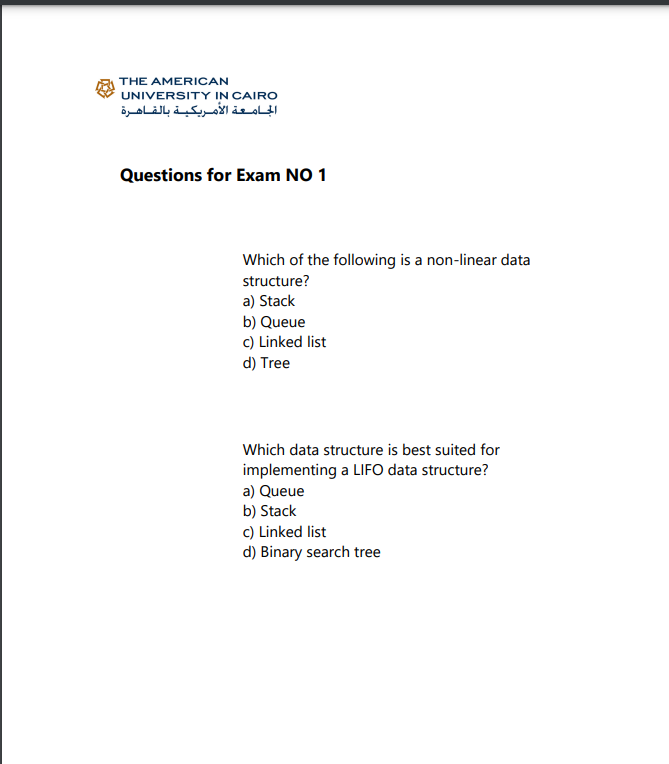 THE AMERICAN
UNIVERSITY IN CAIRO
الجامعة الأمريكية بالقاهرة
Questions for Exam NO 1
Which of the following is a non-linear data
structure?
a) Stack
b) Queue
c) Linked list
d) Tree
Which data structure is best suited for
implementing a LIFO data structure?
a) Queue
b) Stack
c) Linked list
d) Binary search tree